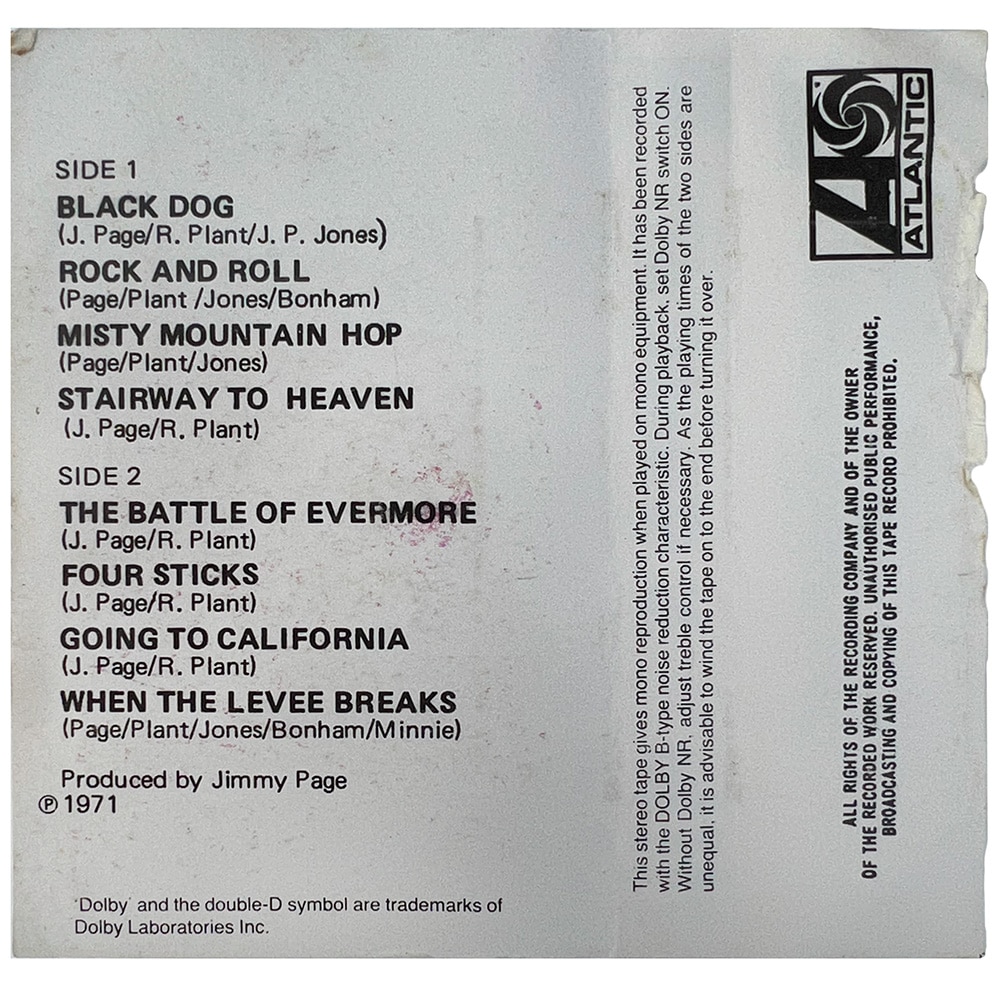 SIDE 1
BLACK DOG
(J. Page/R. Plant/J. P. Jones)
ROCK AND ROLL
(Page/Plant /Jones/Bonham)
MISTY MOUNTAIN HOP
(Page/Plant/Jones)
STAIRWAY TO HEAVEN
(J. Page/R. Plant)
SIDE 2
THE BATTLE OF EVERMORE
(J. Page/R. Plant)
FOUR STICKS
(J. Page/R. Plant)
GOING TO CALIFORNIA
(J. Page/R. Plant)
WHEN THE LEVEE BREAKS
(Page/Plant/Jones/Bonham/Minnie)
Produced by Jimmy Page
℗ 1971
'Dolby' and the double-D symbol are trademarks of
Dolby Laboratories Inc.
This stereo tape gives mono reproduction when played on mono equipment. It has been recorded
with the DOLBY B-type noise reduction characteristic. During playback, set Dolby NR switch ON.
Without Dolby NR, adjust treble control if necessary. As the playing times of the two sides are
unequal, it is advisable to wind the tape on to the end before turning it over.
ATLANTIC
ALL RIGHTS OF THE RECORDING COMPANY AND OF THE OWNER
OF THE RECORDED WORK RESERVED. UNAUTHORISED PUBLIC PERFORMANCE,
BROADCASTING AND COPYING OF THIS TAPE RECORD PROHIBITED.